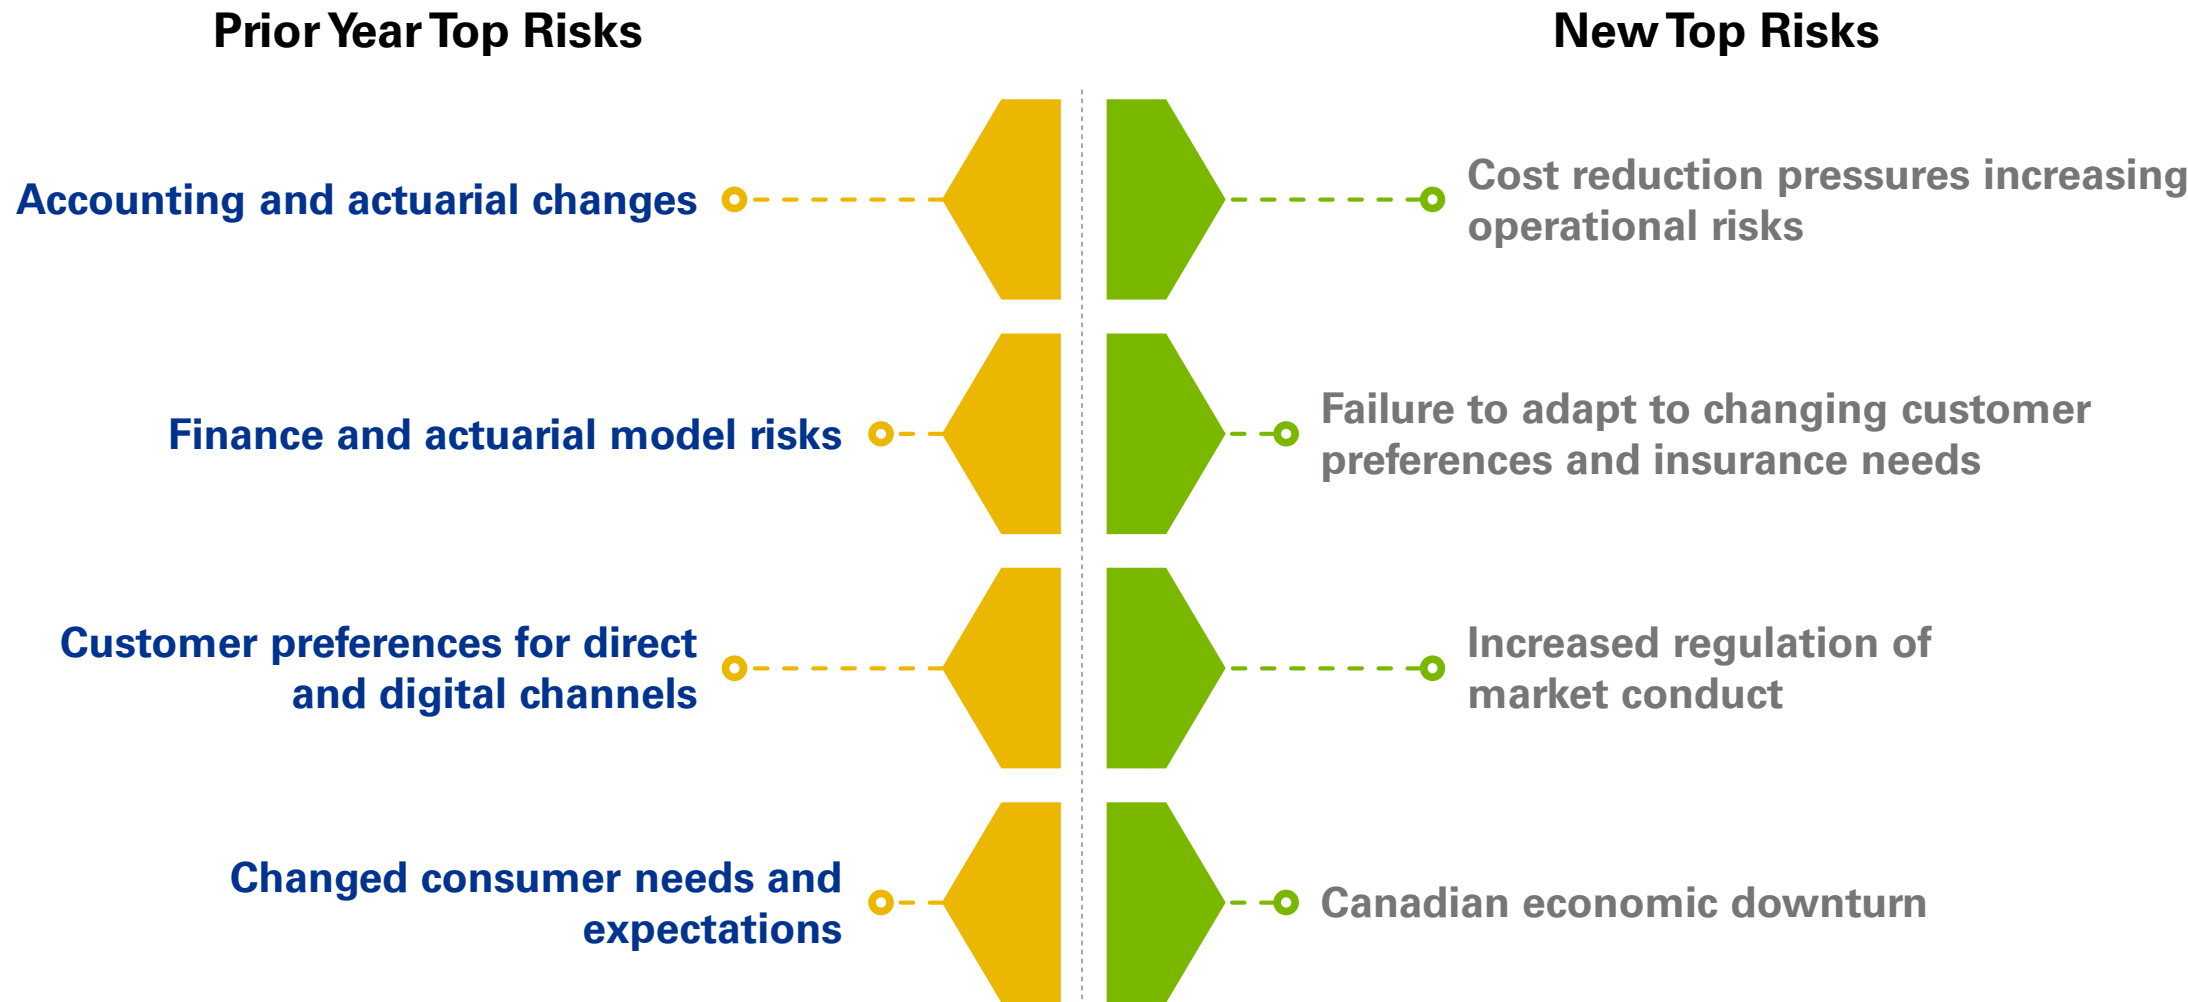 Prior Year Top Risks
Accounting and actuarial changes
Finance and actuarial model risks
Customer preferences for direct
and digital channels
Changed consumer needs and
expectations
New Top Risks
Cost reduction pressures increasing
operational risks
Failure to adapt to changing customer
preferences and insurance needs
Increased regulation of
market conduct
Canadian economic downturn